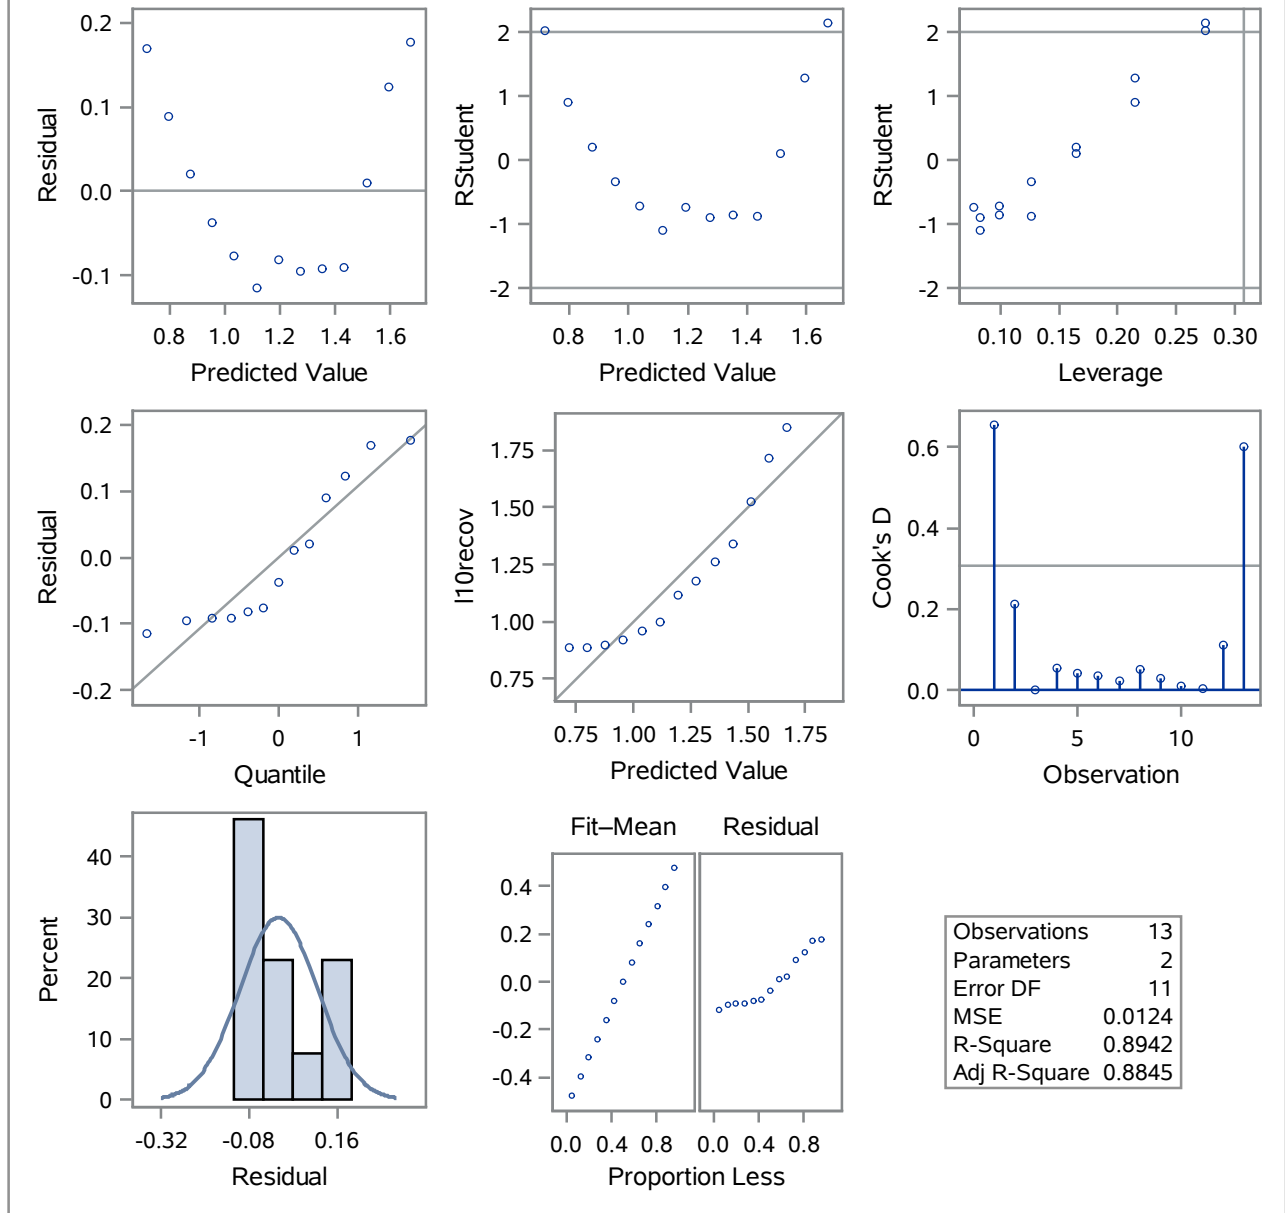 0.2
0.1
0.0
-0.1
Residual
0.8 1.0 1.2 1.4 1.6
Predicted Value
2
1
0
-1
-2
RStudent
0.8 1.0 1.2 1.4 1.6
Predicted Value
2
1
0
-1
-2
RStudent
0.10 0.15 0.20 0.25 0.30
Leverage
0.2
0.1
0.0
-0.1
-0.2
Residual
-1 0 1
Quantile
1.75
1.50
1.25
1.00
0.75
l10recov
0.75 1.00 1.25 1.50 1.75
Predicted Value
0.6
0.4
0.2
0.0
Cook's D
0 5 10
Observation
40
30
20
10
0
Percent
-0.32 -0.08 0.16
Residual
Fit–Mean Residual
0.4
0.2
0.0
-0.2
-0.4
0.0 0.4 0.8 0.0 0.4 0.8
Proportion Less
Observations 13
Parameters 2
Error DF 11
MSE 0.0124
R-Square 0.8942
Adj R-Square 0.8845